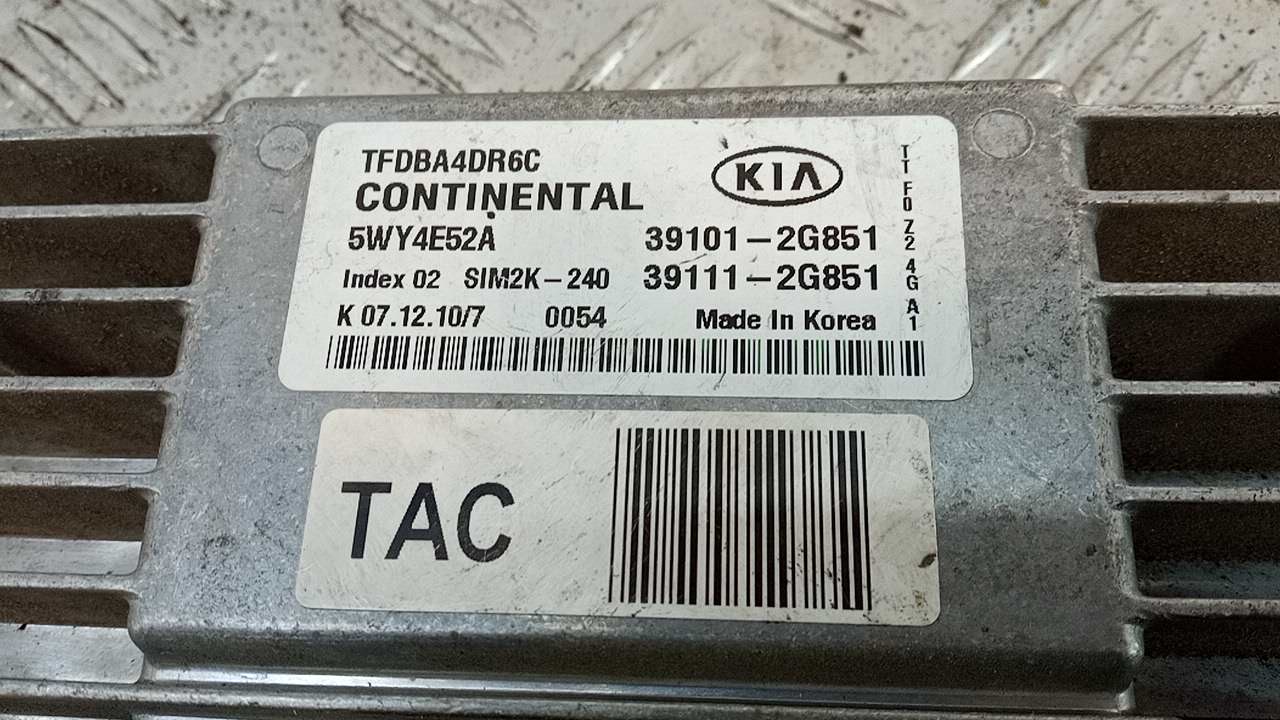 TFDBA4DR6C
KIA
CONTINENTAL
5WY4E52A 39101-2G851
Index 02 SIM2K-240 39111-2G851
K 07.12.10/7 0054 Made In Korea
TT F0 Z2 4G A1
TAC